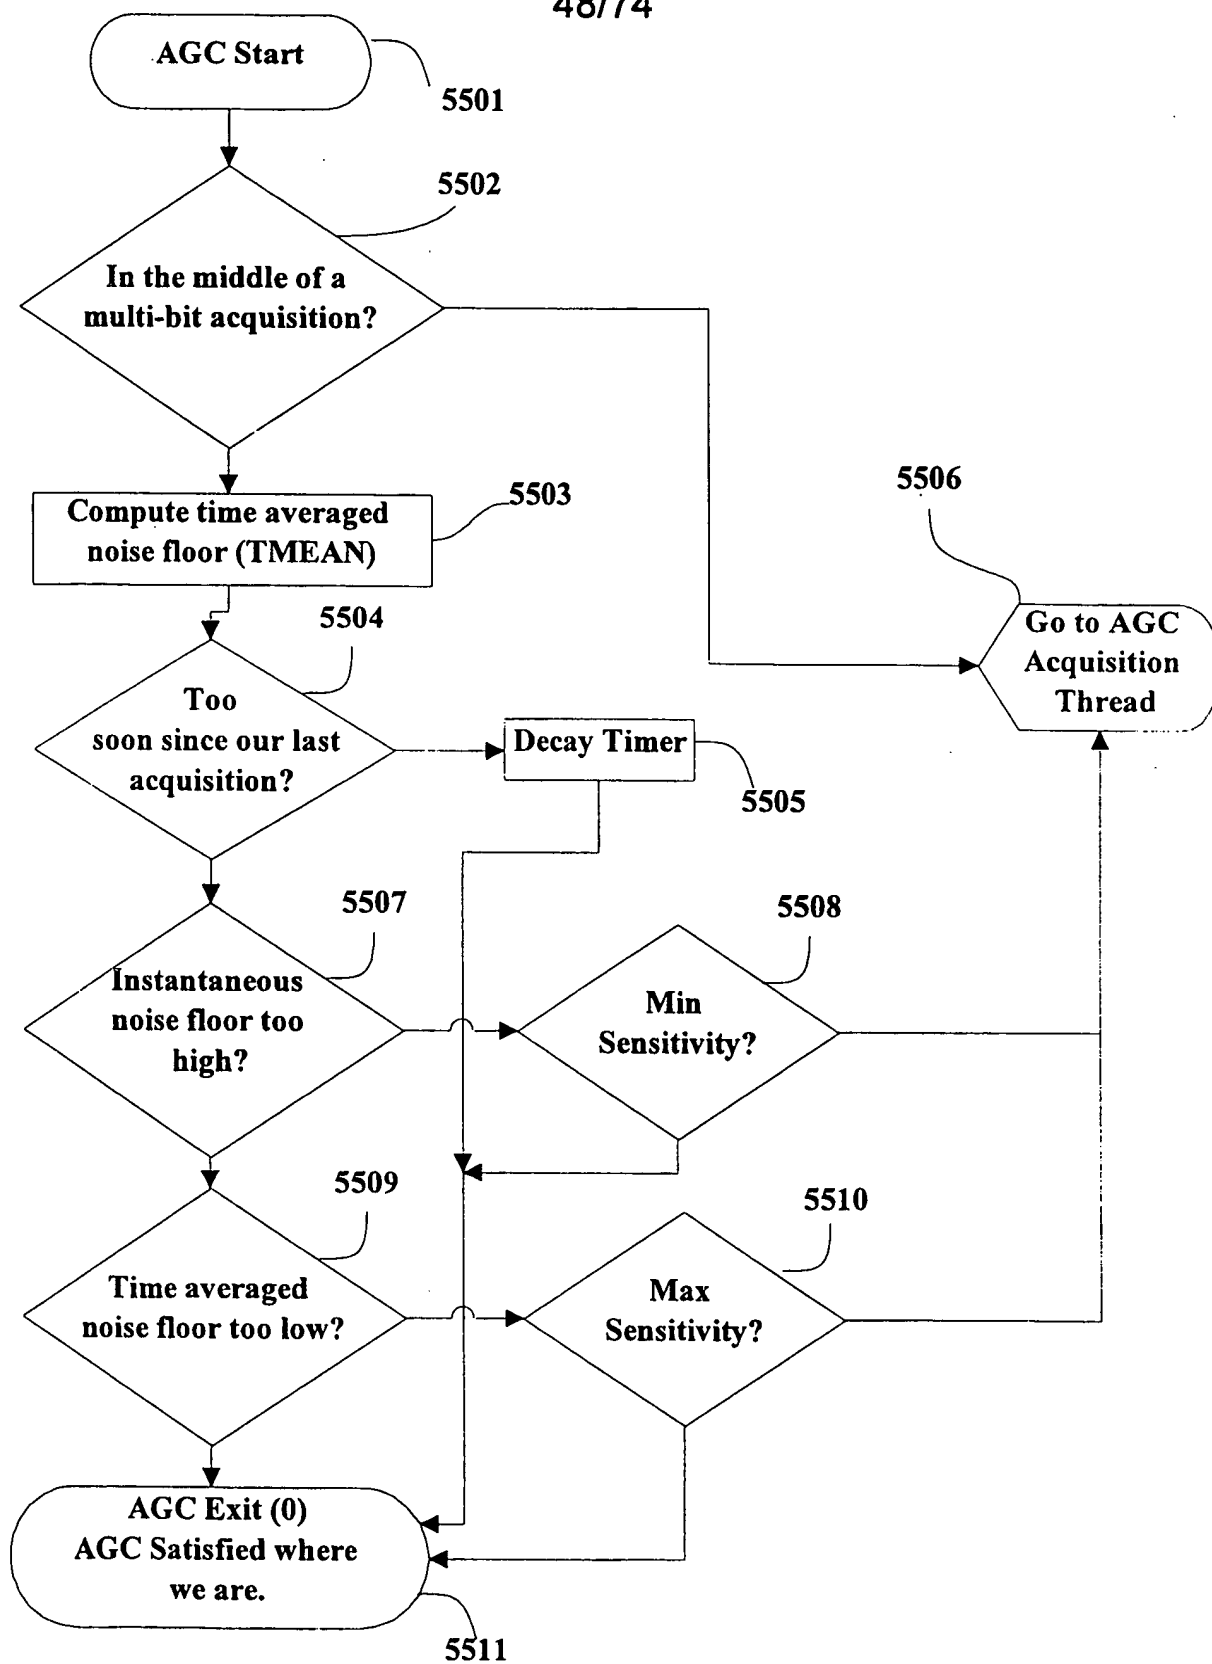 48/74
AGC Start
5501
5502
In the middle of a
multi-bit acquisition?
5503
Compute time averaged
noise floor (TMEAN)
5506
Go to AGC
Acquisition
Thread
5504
Too
soon since our last
acquisition?
Decay Timer
5505
5507
Instantaneous
noise floor too
high?
5508
Min
Sensitivity?
5509
Time averaged
noise floor too low?
5510
Max
Sensitivity?
AGC Exit (0)
AGC Satisfied where
we are.
5511